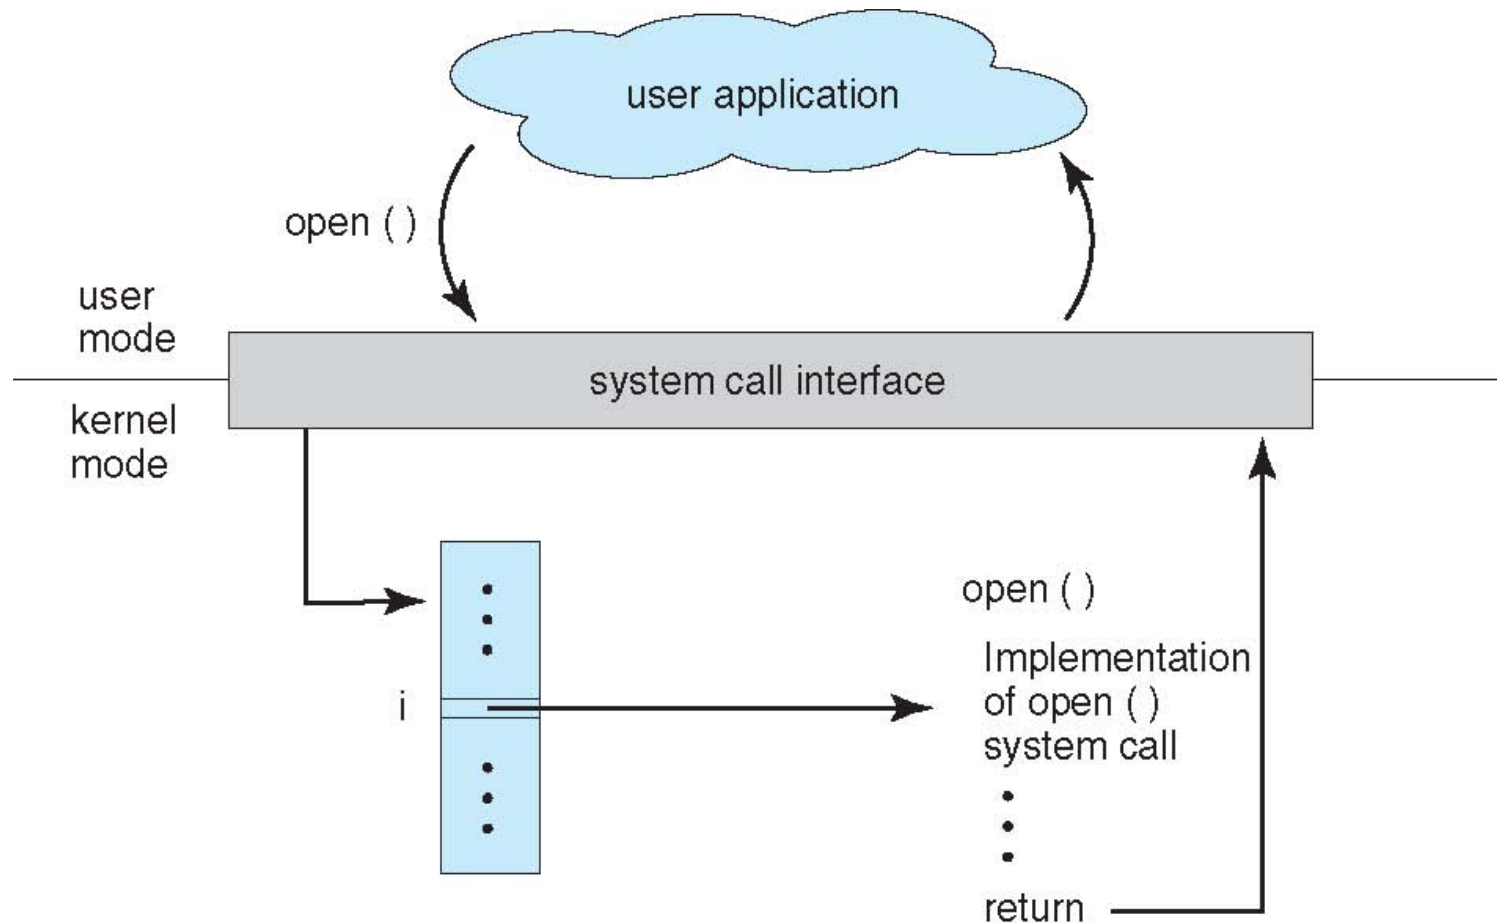 user application
open ( )
user
mode
system call interface
kernel
mode
open ( )
i
Implementation
of open ( )
system call
return